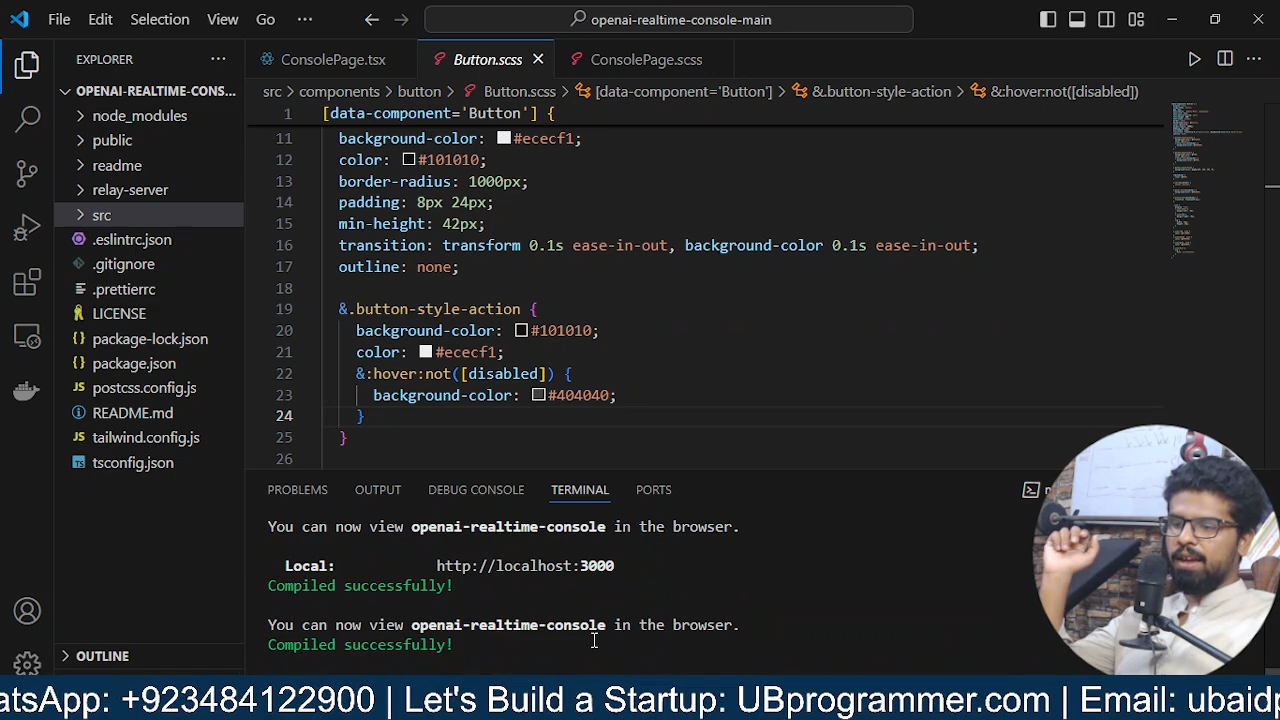 File Edit Selection View Go ··· openai-realtime-console-main
EXPLORER ···
OPENAI-REALTIME-CONS...
node_modules
public
readme
relay-server
src
.eslintrc.json
.gitignore
.prettierrc
LICENSE
package-lock.json
package.json
postcss.config.js
README.md
tailwind.config.js
tsconfig.json
OUTLINE
ConsolePage.tsx Button.scss ConsolePage.scss
src > components > button > Button.scss > [data-component='Button'] > &.button-style-action > &:hover:not([disabled])
1 [data-component='Button'] {
11 background-color: #ececf1;
12 color: #101010;
13 border-radius: 1000px;
14 padding: 8px 24px;
15 min-height: 42px;
16 transition: transform 0.1s ease-in-out, background-color 0.1s ease-in-out;
17 outline: none;
18
19 &.button-style-action {
20 background-color: #101010;
21 color: #ececf1;
22 &:hover:not([disabled]) {
23 background-color: #404040;
24 }
25 }
26
PROBLEMS OUTPUT DEBUG CONSOLE TERMINAL PORTS
You can now view openai-realtime-console in the browser.
Local: http://localhost:3000
Compiled successfully!
You can now view openai-realtime-console in the browser.
Compiled successfully!
atsApp: +923484122900 | Let's Build a Startup: UBprogrammer.com | Email: ubaidp